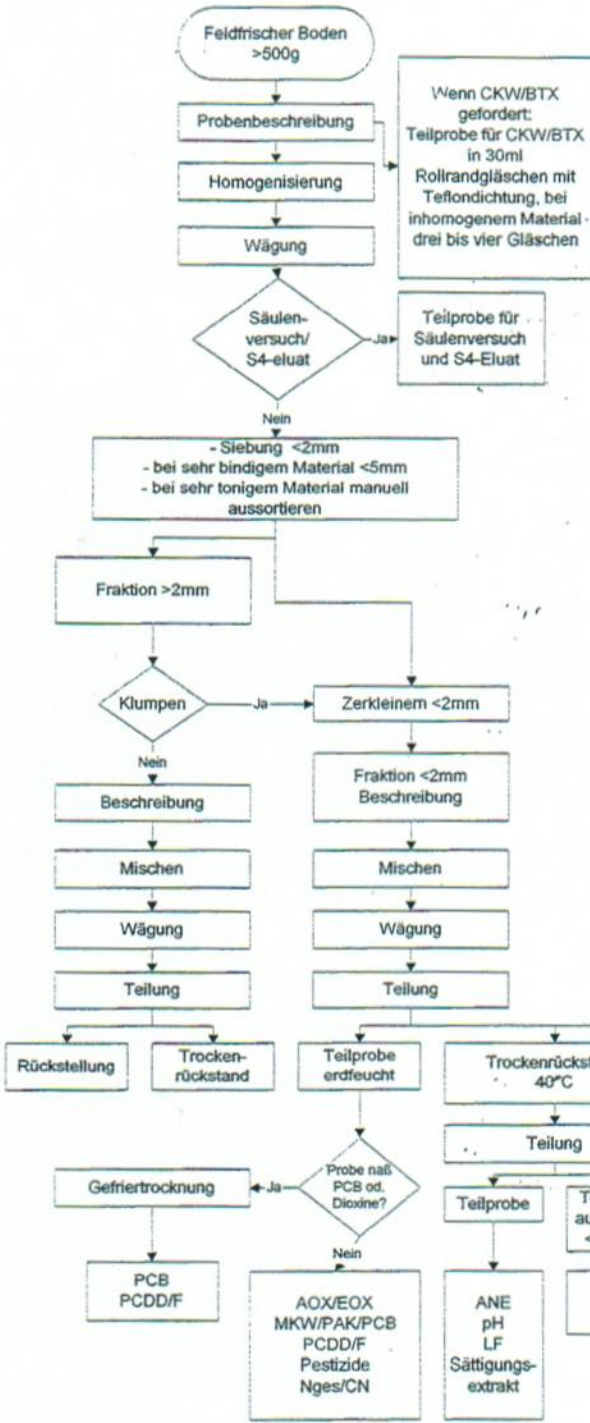 Feldfrischer Boden
>500g
Probenbeschreibung
Wenn CKW/BTX
gefordert:
Teilprobe für CKW/BTX
in 30ml
Rollrandgläschen mit
Teflondichtung, bei
inhomogenem Material
drei bis vier Gläschen
Homogenisierung
Wägung
Säulen-
versuch/
S4-eluat
Ja
Teilprobe für
Säulenversuch
und S4-Eluat
Nein
- Siebung <2mm
- bei sehr bindigem Material <5mm
- bei sehr tonigem Material manuell
aussortieren
Fraktion >2mm
Klumpen
Ja
Zerkleinern <2mm
Nein
Fraktion <2mm
Beschreibung
Beschreibung
Mischen
Mischen
Wägung
Wägung
Teilung
Teilung
Rückstellung
Trocken-
rückstand
Teilprobe
erdfeucht
Trockenrückst
40°C
Teilung
Probe naß
PCB od.
Dioxine?
Ja
Gefriertrocknung
Teilprobe
T
au
<
Nein
PCB
PCDD/F
AOX/EOX
MKW/PAK/PCB
PCDD/F
Pestizide
Nges/CN
ANE
pH
LF
Sättigungs-
extrakt